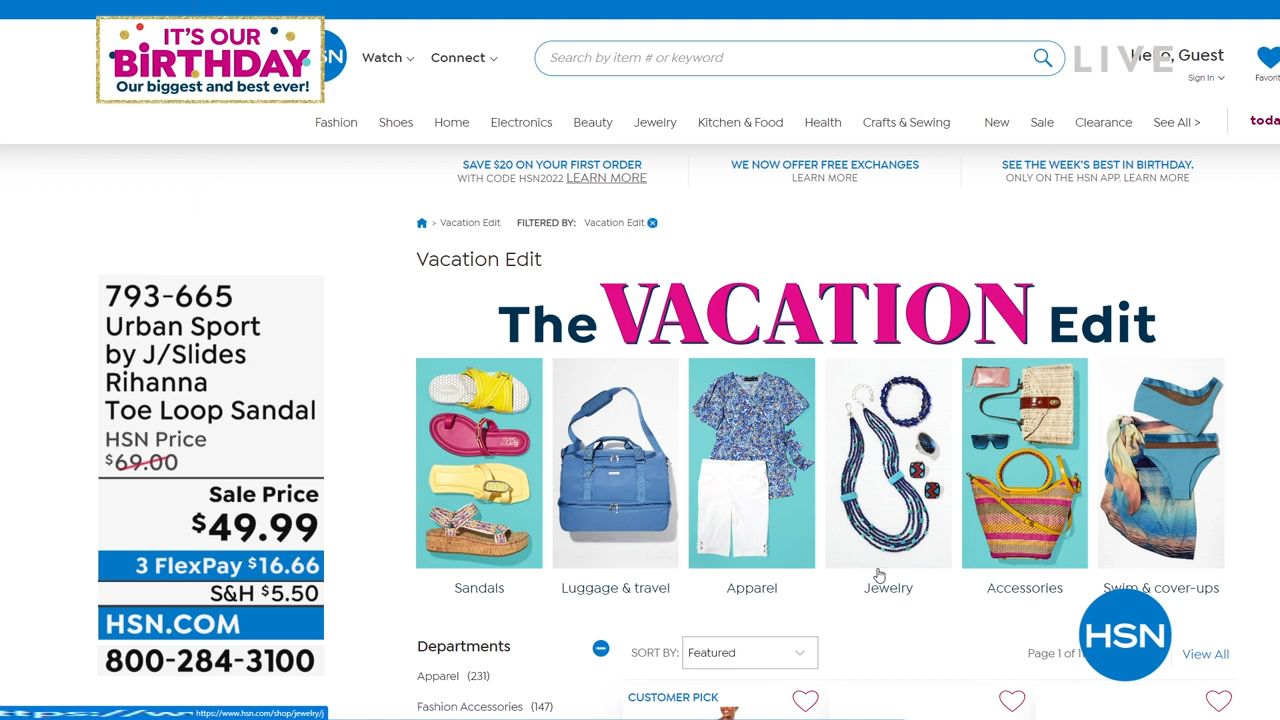 IT'S OUR
BIRTHDAY
Our biggest and best ever!
Watch
Connect
Search by item # or keyword
LIVE
Guest
Sign In
Fashion Shoes Home Electronics Beauty Jewelry Kitchen & Food Health Crafts & Sewing New Sale Clearance See All >
SAVE $20 ON YOUR FIRST ORDER
WITH CODE HSN2022 LEARN MORE
WE NOW OFFER FREE EXCHANGES
LEARN MORE
SEE THE WEEK'S BEST IN BIRTHDAY.
ONLY ON THE HSN APP. LEARN MORE
> Vacation Edit FILTERED BY: Vacation Edit
Vacation Edit
The VACATION Edit
793-665
Urban Sport
by J/Slides
Rihanna
Toe Loop Sandal
HSN Price
$69.00
Sale Price
$49.99
3 FlexPay $16.66
S&H $5.50
HSN.COM
800-284-3100
Sandals
Luggage & travel
Apparel
Jewelry
Accessories
Swim & cover-ups
HSN
Departments
Apparel (231)
Fashion Accessories (147)
SORT BY: Featured
Page 1 of
View All
CUSTOMER PICK
https://www.hsn.com/shop/jewelry/j